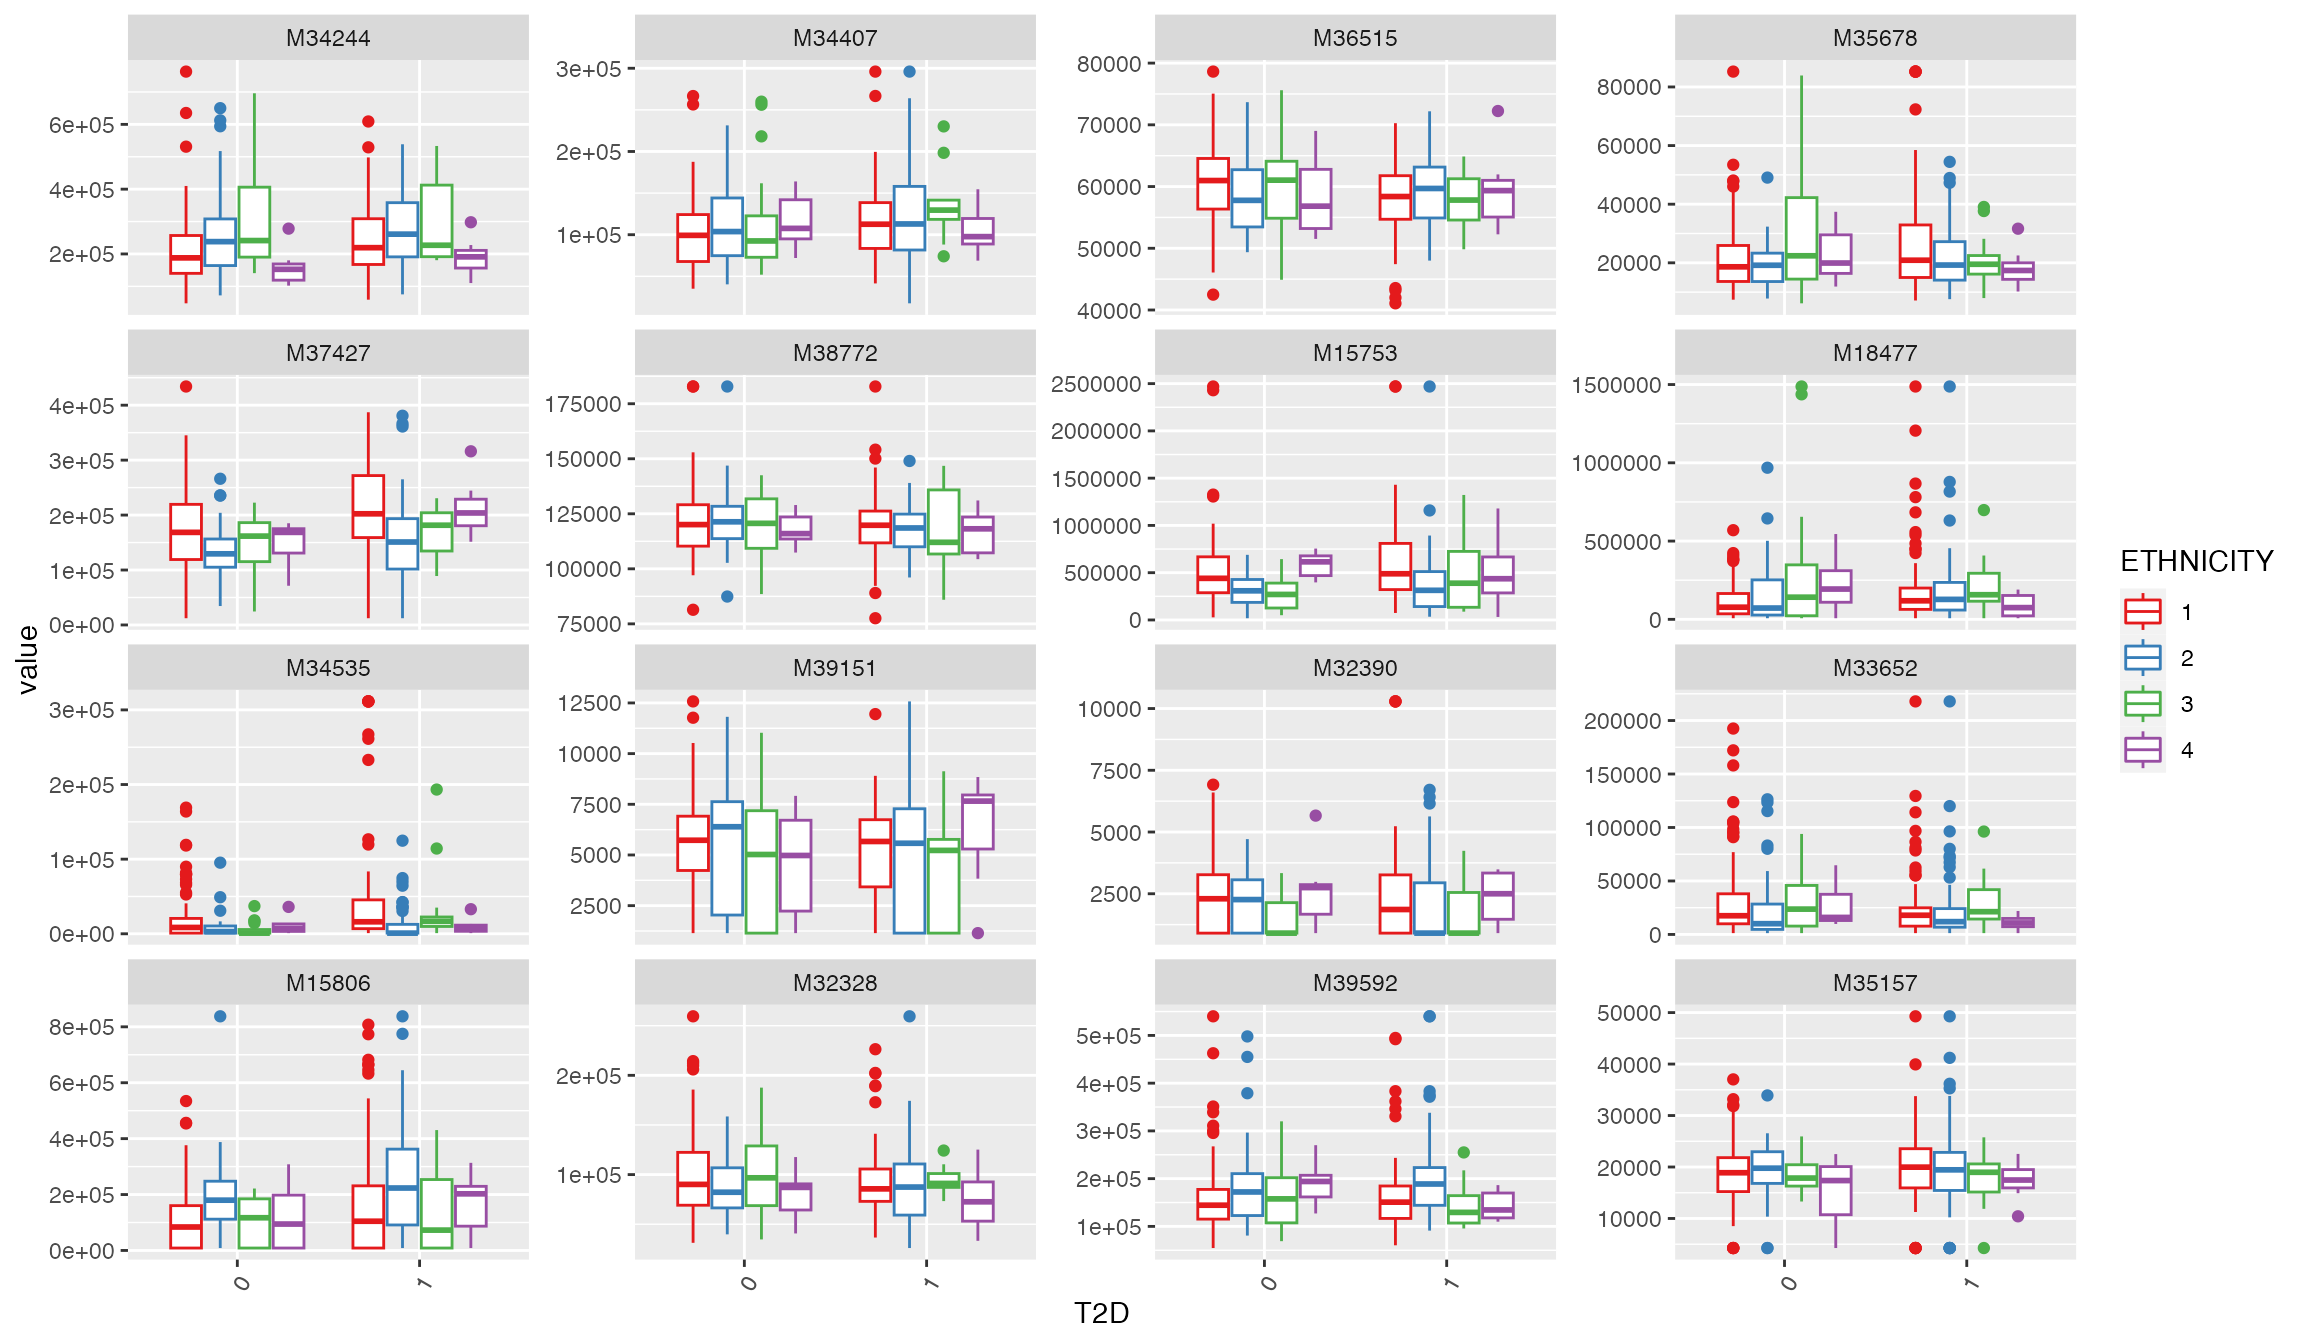 M34244
M34407
M36515
M35678
6e+05
4e+05
2e+05
3e+05
2e+05
1e+05
80000
70000
60000
50000
40000
80000
60000
40000
20000
M37427
M38772
M15753
M18477
4e+05
3e+05
2e+05
1e+05
0e+00
175000
150000
125000
100000
75000
2500000
2000000
1500000
1000000
500000
0
1500000
1000000
500000
0
M34535
M39151
M32390
M33652
3e+05
2e+05
1e+05
0e+00
12500
10000
7500
5000
2500
10000
7500
5000
2500
200000
150000
100000
50000
0
M15806
M32328
M39592
M35157
8e+05
6e+05
4e+05
2e+05
0e+00
2e+05
1e+05
5e+05
4e+05
3e+05
2e+05
1e+05
50000
40000
30000
20000
10000
0
1
0
1
0
1
0
1
value
T2D
ETHNICITY
1
2
3
4